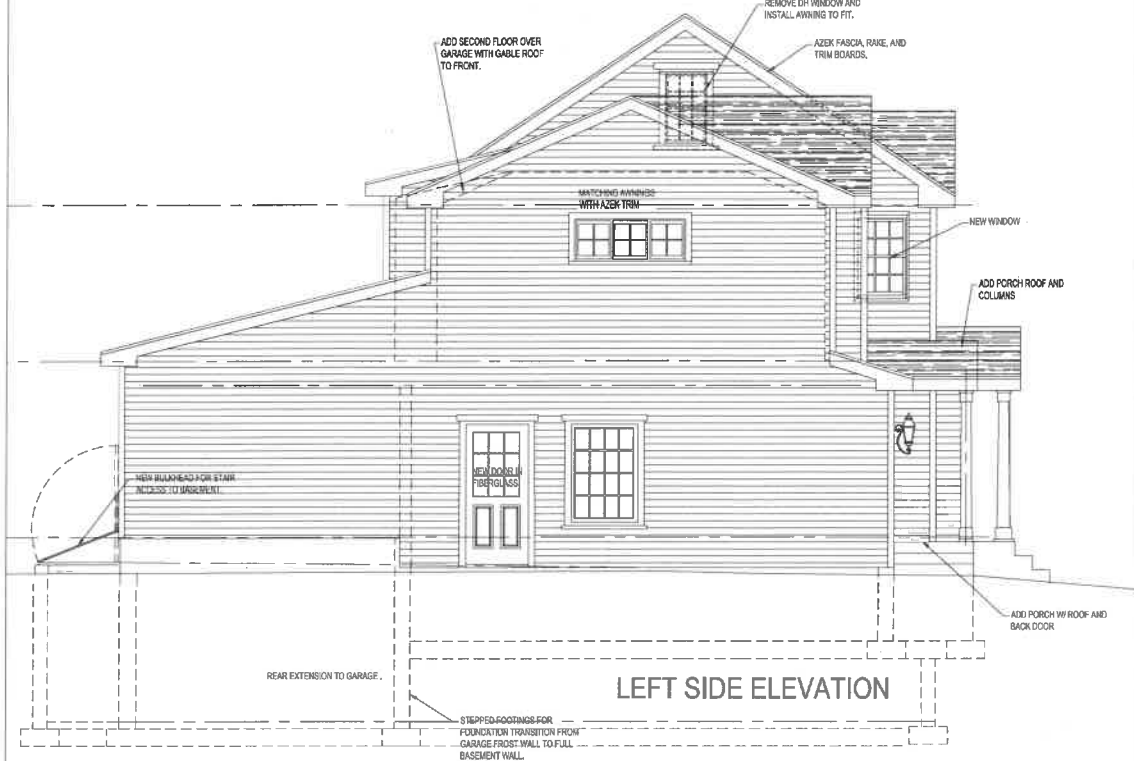 REMOVE DH WINDOW AND
INSTALL AWNING TO FIT.
ADD SECOND FLOOR OVER
GARAGE WITH GABLE ROOF
TO FRONT.
AZEK FASCIA, RAKE, AND
TRIM BOARDS.
MATCHING AWNINGS
WITH AZEK TRIM
NEW WINDOW
ADD PORCH ROOF AND
COLUMNS
NEW DOOR IN
FIBERGLASS
NEW BULKHEAD FOR STAIR
ACCESS TO BASEMENT.
ADD PORCH W/ ROOF AND
BACK DOOR
REAR EXTENSION TO GARAGE.
LEFT SIDE ELEVATION
STEPPED FOOTINGS FOR
FOUNDATION TRANSITION FROM
GARAGE FROST WALL TO FULL
BASEMENT WALL.